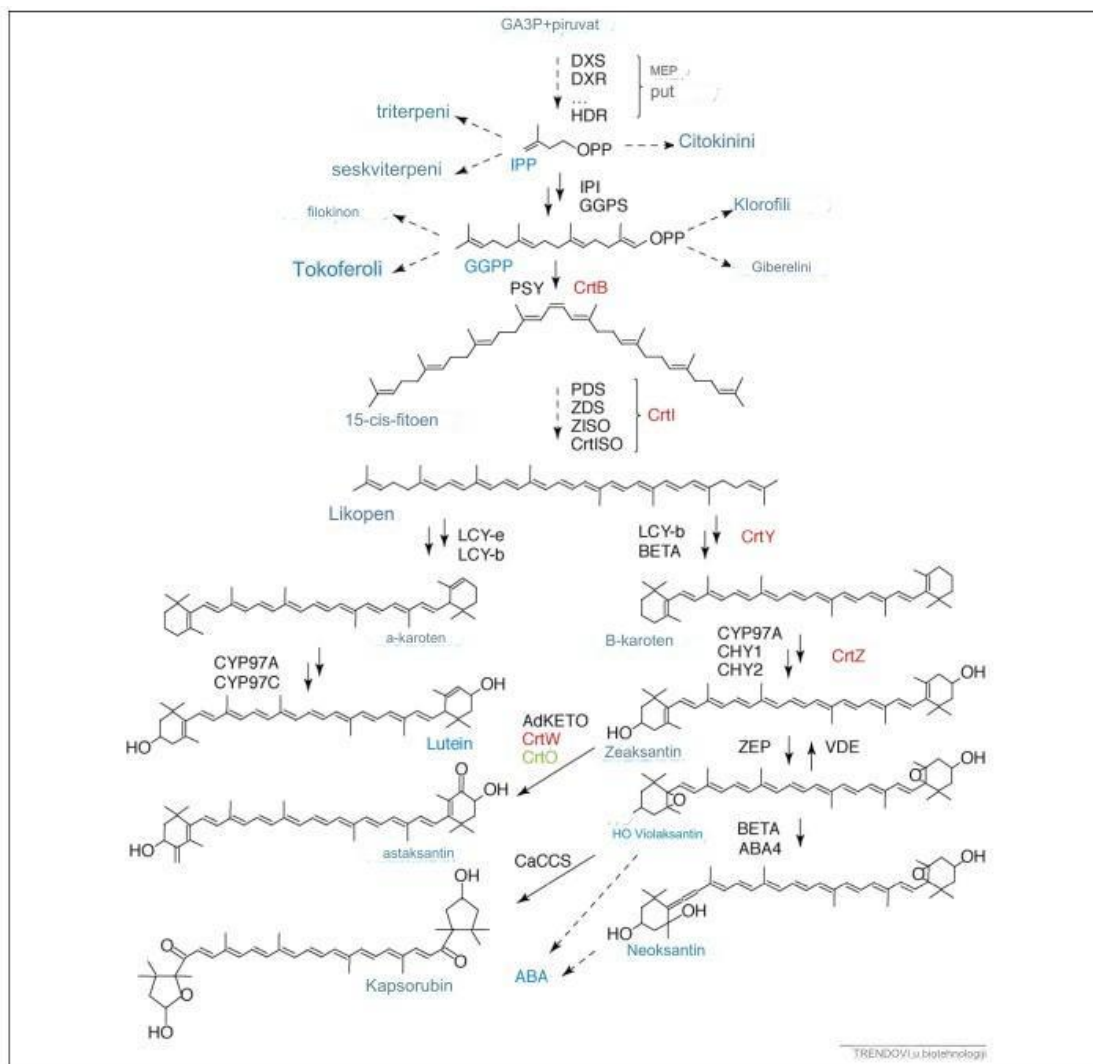 GA3P+piruvat
DXS
DXR
...
HDR
MEP
put
triterpeni
OPP
Citokinini
IPP
seskviterpeni
IPI
GGPS
filokinon
Klorofili
OPP
Tokoferoli
GGPP
Giberelini
PSY
CrtB
15-cis-fitoen
PDS
ZDS
ZISO
CrtISO
CrtI
Likopen
LCY-e
LCY-b
LCY-b
BETA
CrtY
a-karoten
B-karoten
CYP97A
CYP97C
CYP97A
CHY1
CHY2
CrtZ
OH
HO
Lutein
OH
HO
Zeaksantin
AdKETO
CrtW
CrtO
ZEP
VDE
O
OH
HO
astaksantin
OH
O
O
HO Violaksantin
BETA
ABA4
CaCCS
OH
O
OH
HO
Neoksantin
OH
O
O
O
HO
Kapsorubin
ABA
TRENDOVI u biotehnologiji